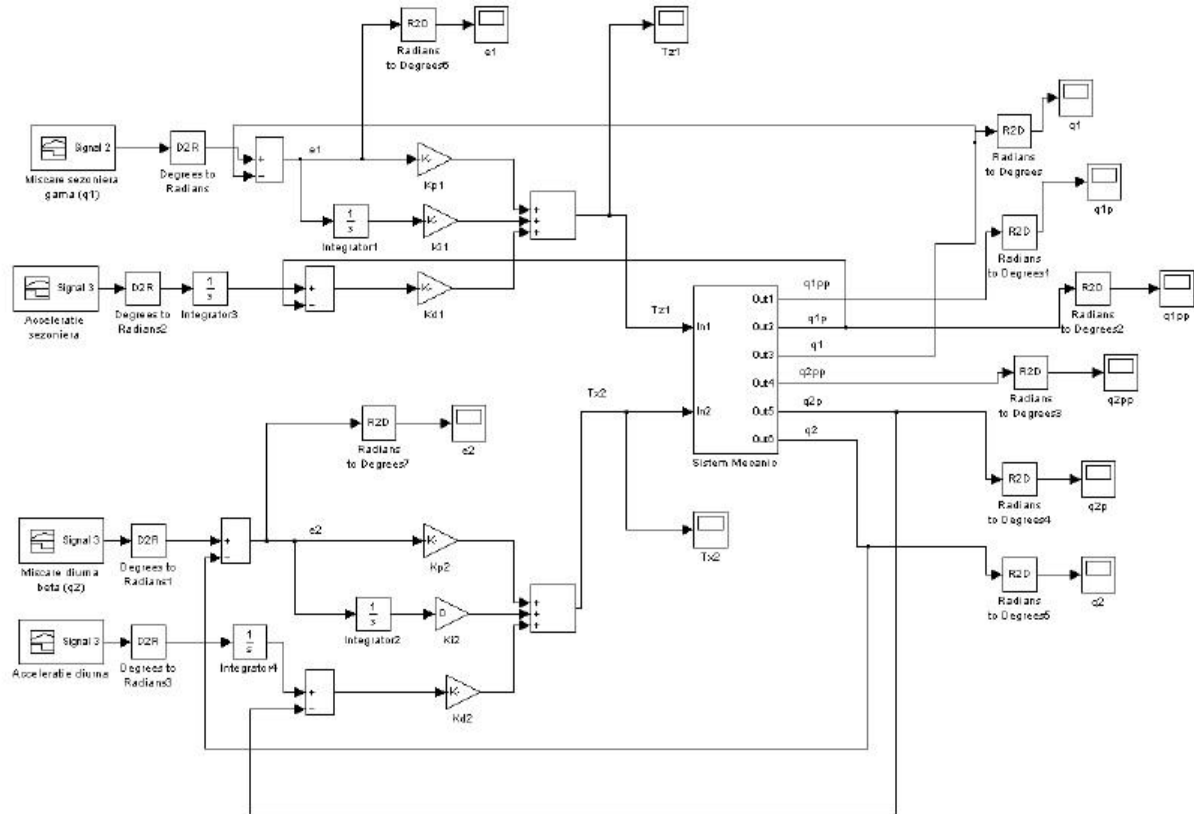 R2D
Radians
to Degrees6
e1
Tz1
Signal 2
Miscare sezoniera
gama (q1)
D2R
Degrees to
Radians
+
−
e1
K-
Kp1
1
s
Integrator1
K-
Ki1
+
+
+
R2D
Radians
to Degrees
q1
R2D
Radians
to Degrees1
q1p
Signal 3
Acceleratie
sezoniera
D2R
Degrees to
Radians2
1
s
Integrator3
+
−
K-
Kd1
R2D
Radians
to Degrees2
q1pp
Tz1
In1
In2
Out1
Out2
Out3
Out4
Out5
Out6
Sistem Mecanic
q1pp
q1p
q1
q2pp
q2p
q2
R2D
Radians
to Degrees3
q2pp
Tx2
R2D
Radians
to Degrees7
e2
R2D
Radians
to Degrees4
q2p
Tx2
Signal 3
Miscare diurna
beta (q2)
D2R
Degrees to
Radians1
+
−
e2
K-
Kp2
1
s
Integrator2
0
Ki2
+
+
+
R2D
Radians
to Degrees5
q2
Signal 3
Acceleratie diurna
D2R
Degrees to
Radians3
1
s
Integrator4
+
−
K-
Kd2